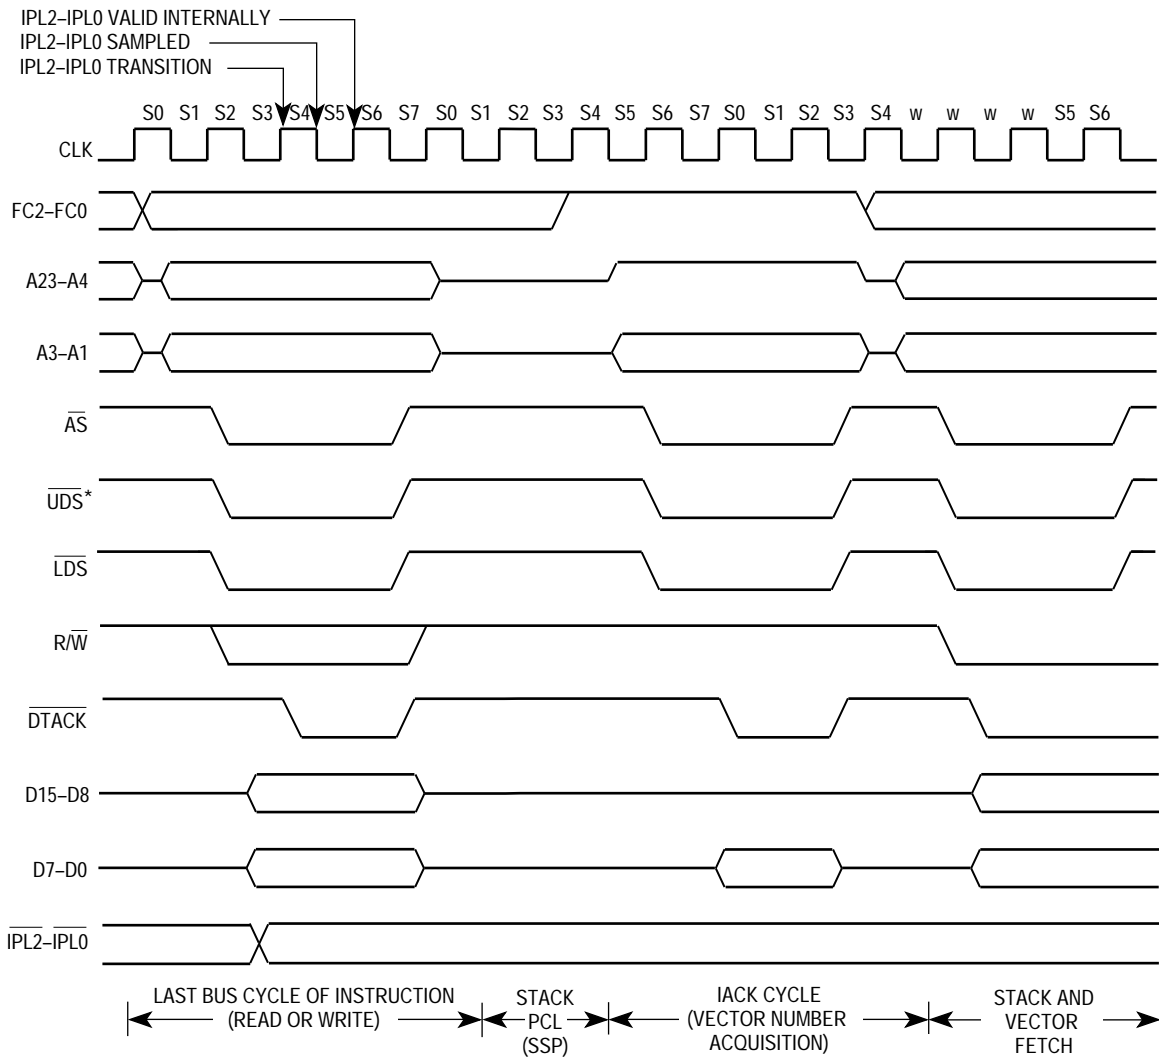 IPL2–IPL0 VALID INTERNALLY
IPL2–IPL0 SAMPLED
IPL2–IPL0 TRANSITION
S0 S1 S2 S3 S4 S5 S6 S7 S0 S1 S2 S3 S4 S5 S6 S7 S0 S1 S2 S3 S4 w w w w S5 S6
CLK
FC2–FC0
A23–A4
A3–A1
AS
UDS*
LDS
R/W
DTACK
D15–D8
D7–D0
IPL2–IPL0
LAST BUS CYCLE OF INSTRUCTION
(READ OR WRITE)
STACK
PCL
(SSP)
IACK CYCLE
(VECTOR NUMBER
ACQUISITION)
STACK AND
VECTOR
FETCH